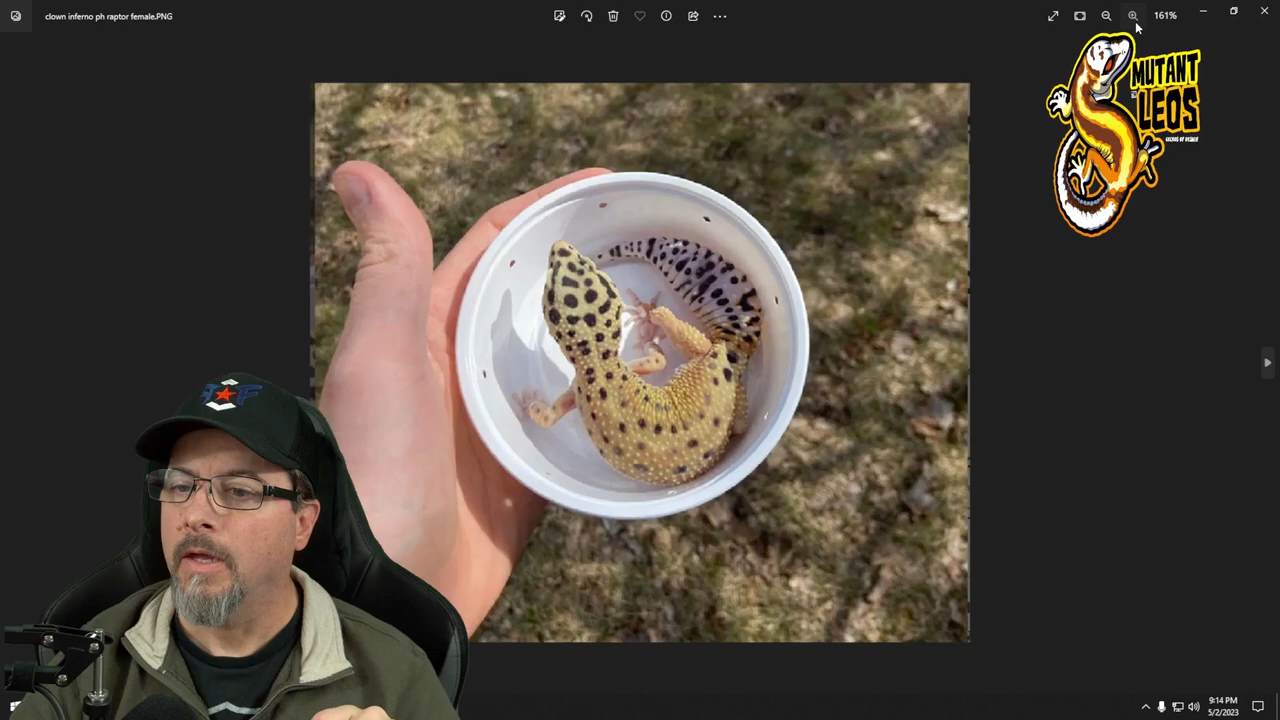 clown inferno ph raptor female.PNG
161%
MUTANT
LEOS
9:14 PM
5/2/2023